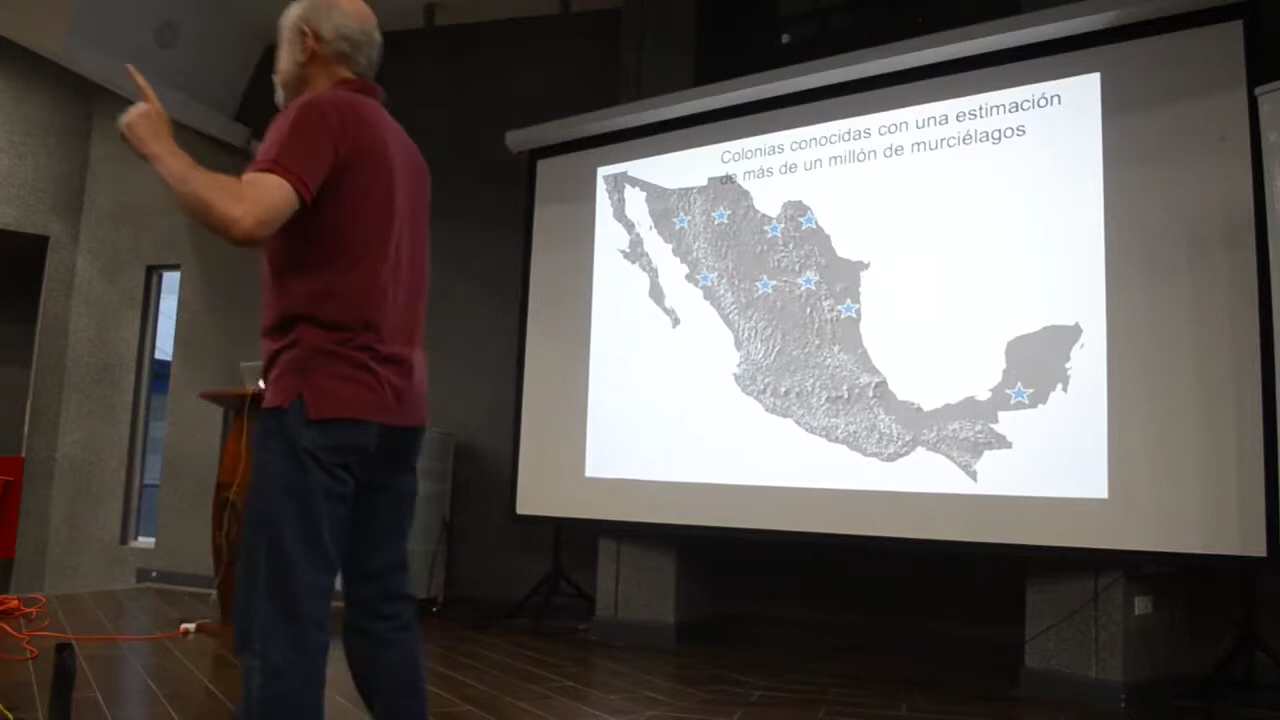 Colonias conocidas con una estimación
de más de un millón de murciélagos